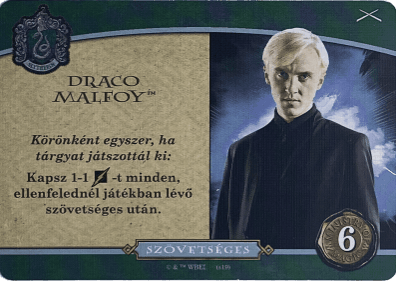 DRACO
MALFOY™
Körönként egyszer, ha
tárgyat játszottál ki:
Kapsz 1-1 -t minden,
ellenfelednél játékban lévő
szövetséges után.
SZÖVETSÉGES
6